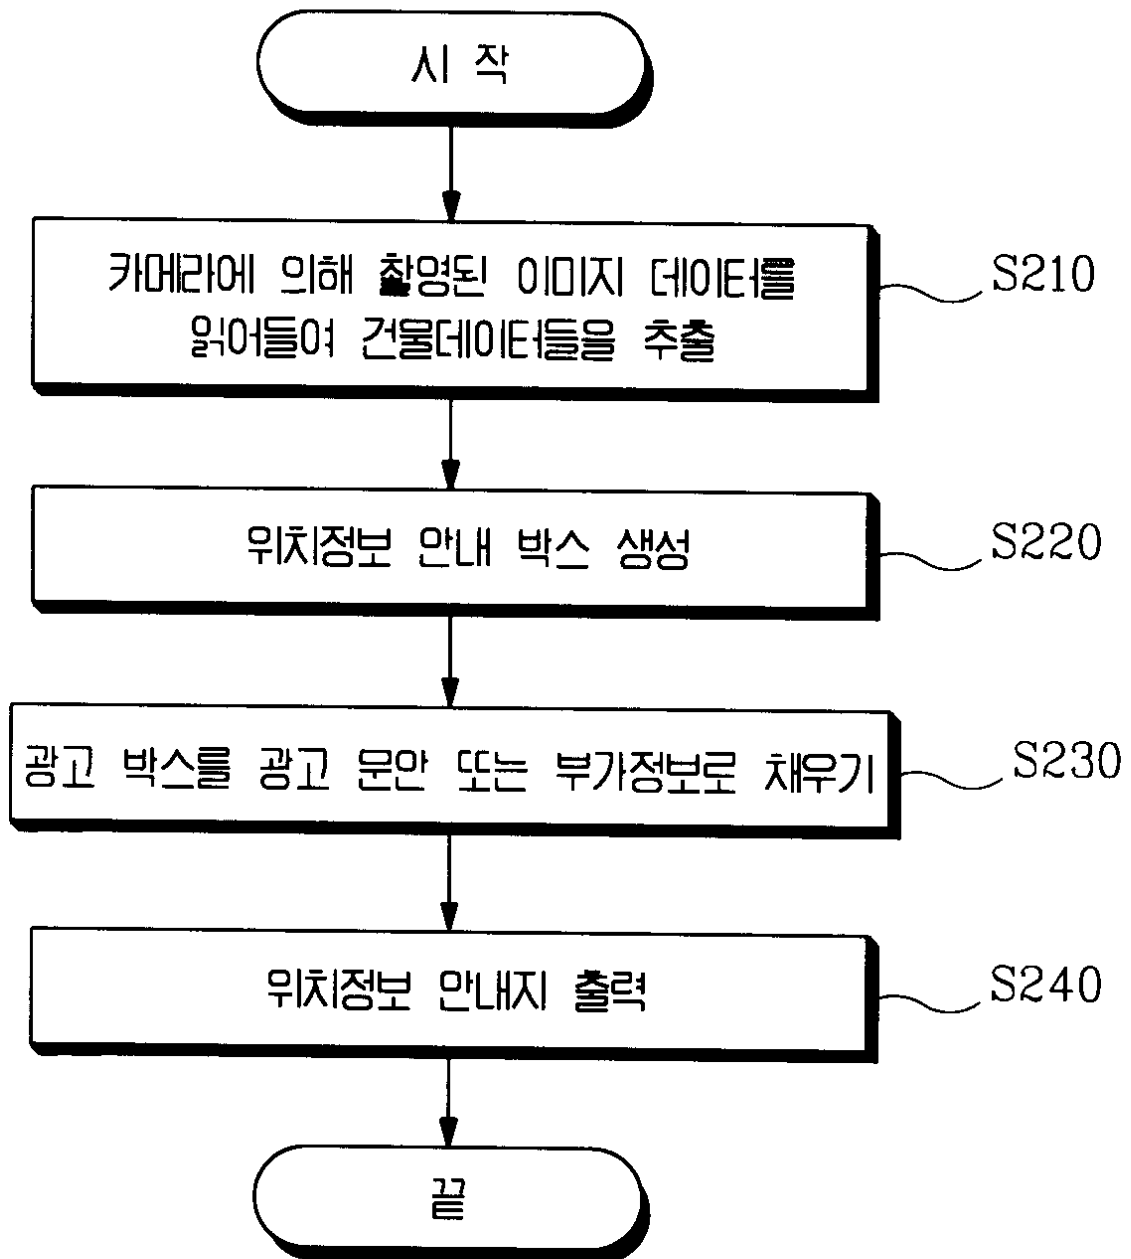 시 작
카메라에 의해 촬영된 이미지 데이터를
읽어들여 건물데이터들을 추출
S210
위치정보 안내 박스 생성
S220
광고 박스를 광고 문안 또는 부가정보로 채우기
S230
위치정보 안내지 출력
S240
끝